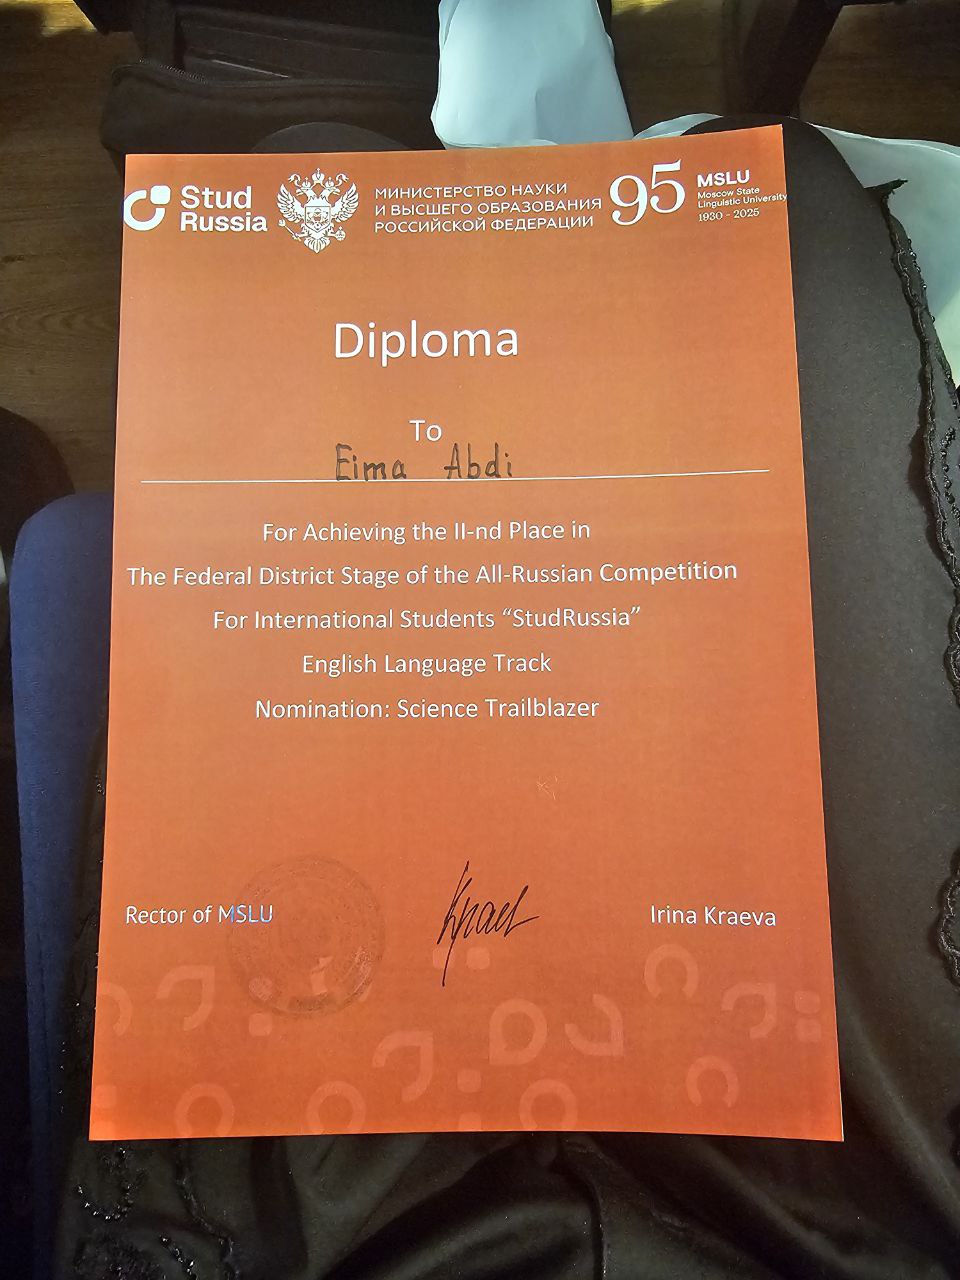 Stud
Russia
МИНИСТЕРСТВО НАУКИ
И ВЫСШЕГО ОБРАЗОВАНИЯ
РОССИЙСКОЙ ФЕДЕРАЦИИ
95
MSLU
Moscow State
Linguistic University
1930 - 2025
Diploma
To
Eima Abdi
For Achieving the II-nd Place in
The Federal District Stage of the All-Russian Competition
For International Students “StudRussia”
English Language Track
Nomination: Science Trailblazer
Rector of MSLU
Irina Kraeva